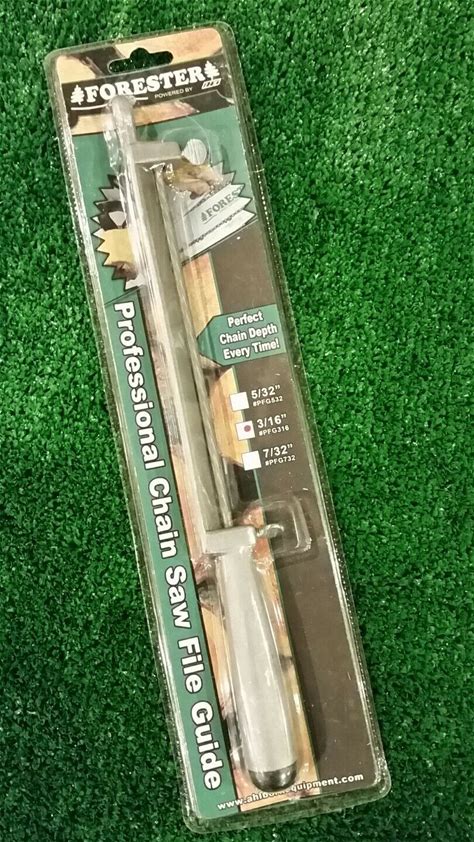 FORESTER
POWERED BY
FORES
Perfect
Chain Depth
Every Time!
5/32"
#PFG532
3/16"
#PFG316
7/32"
#PFG732
Professional Chain Saw File Guide